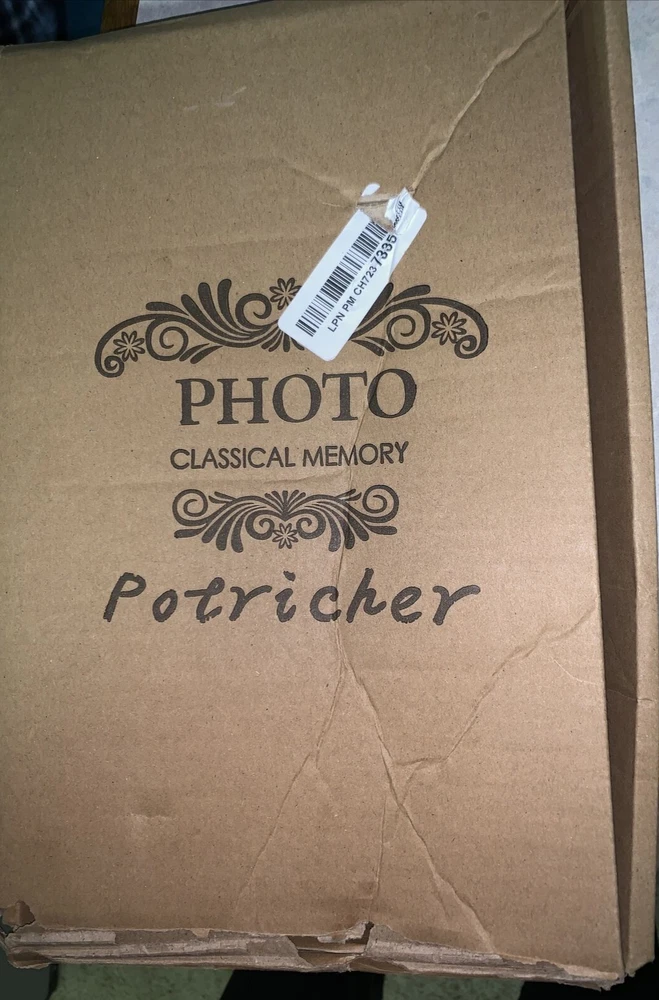 LPN PM CH7237335
PHOTO
CLASSICAL MEMORY
Potricher